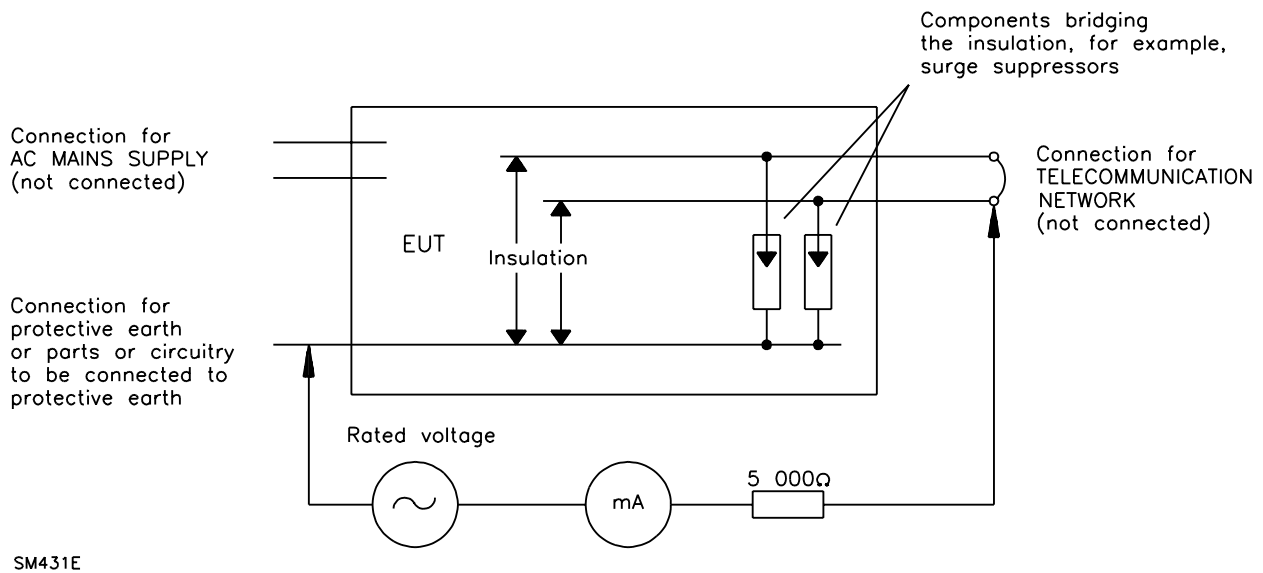 Components bridging
the insulation, for example,
surge suppressors
Connection for
AC MAINS SUPPLY
(not connected)
Connection for
TELECOMMUNICATION
NETWORK
(not connected)
EUT
Insulation
Connection for
protective earth
or parts or circuitry
to be connected to
protective earth
Rated voltage
mA
5 000Ω
SM431E